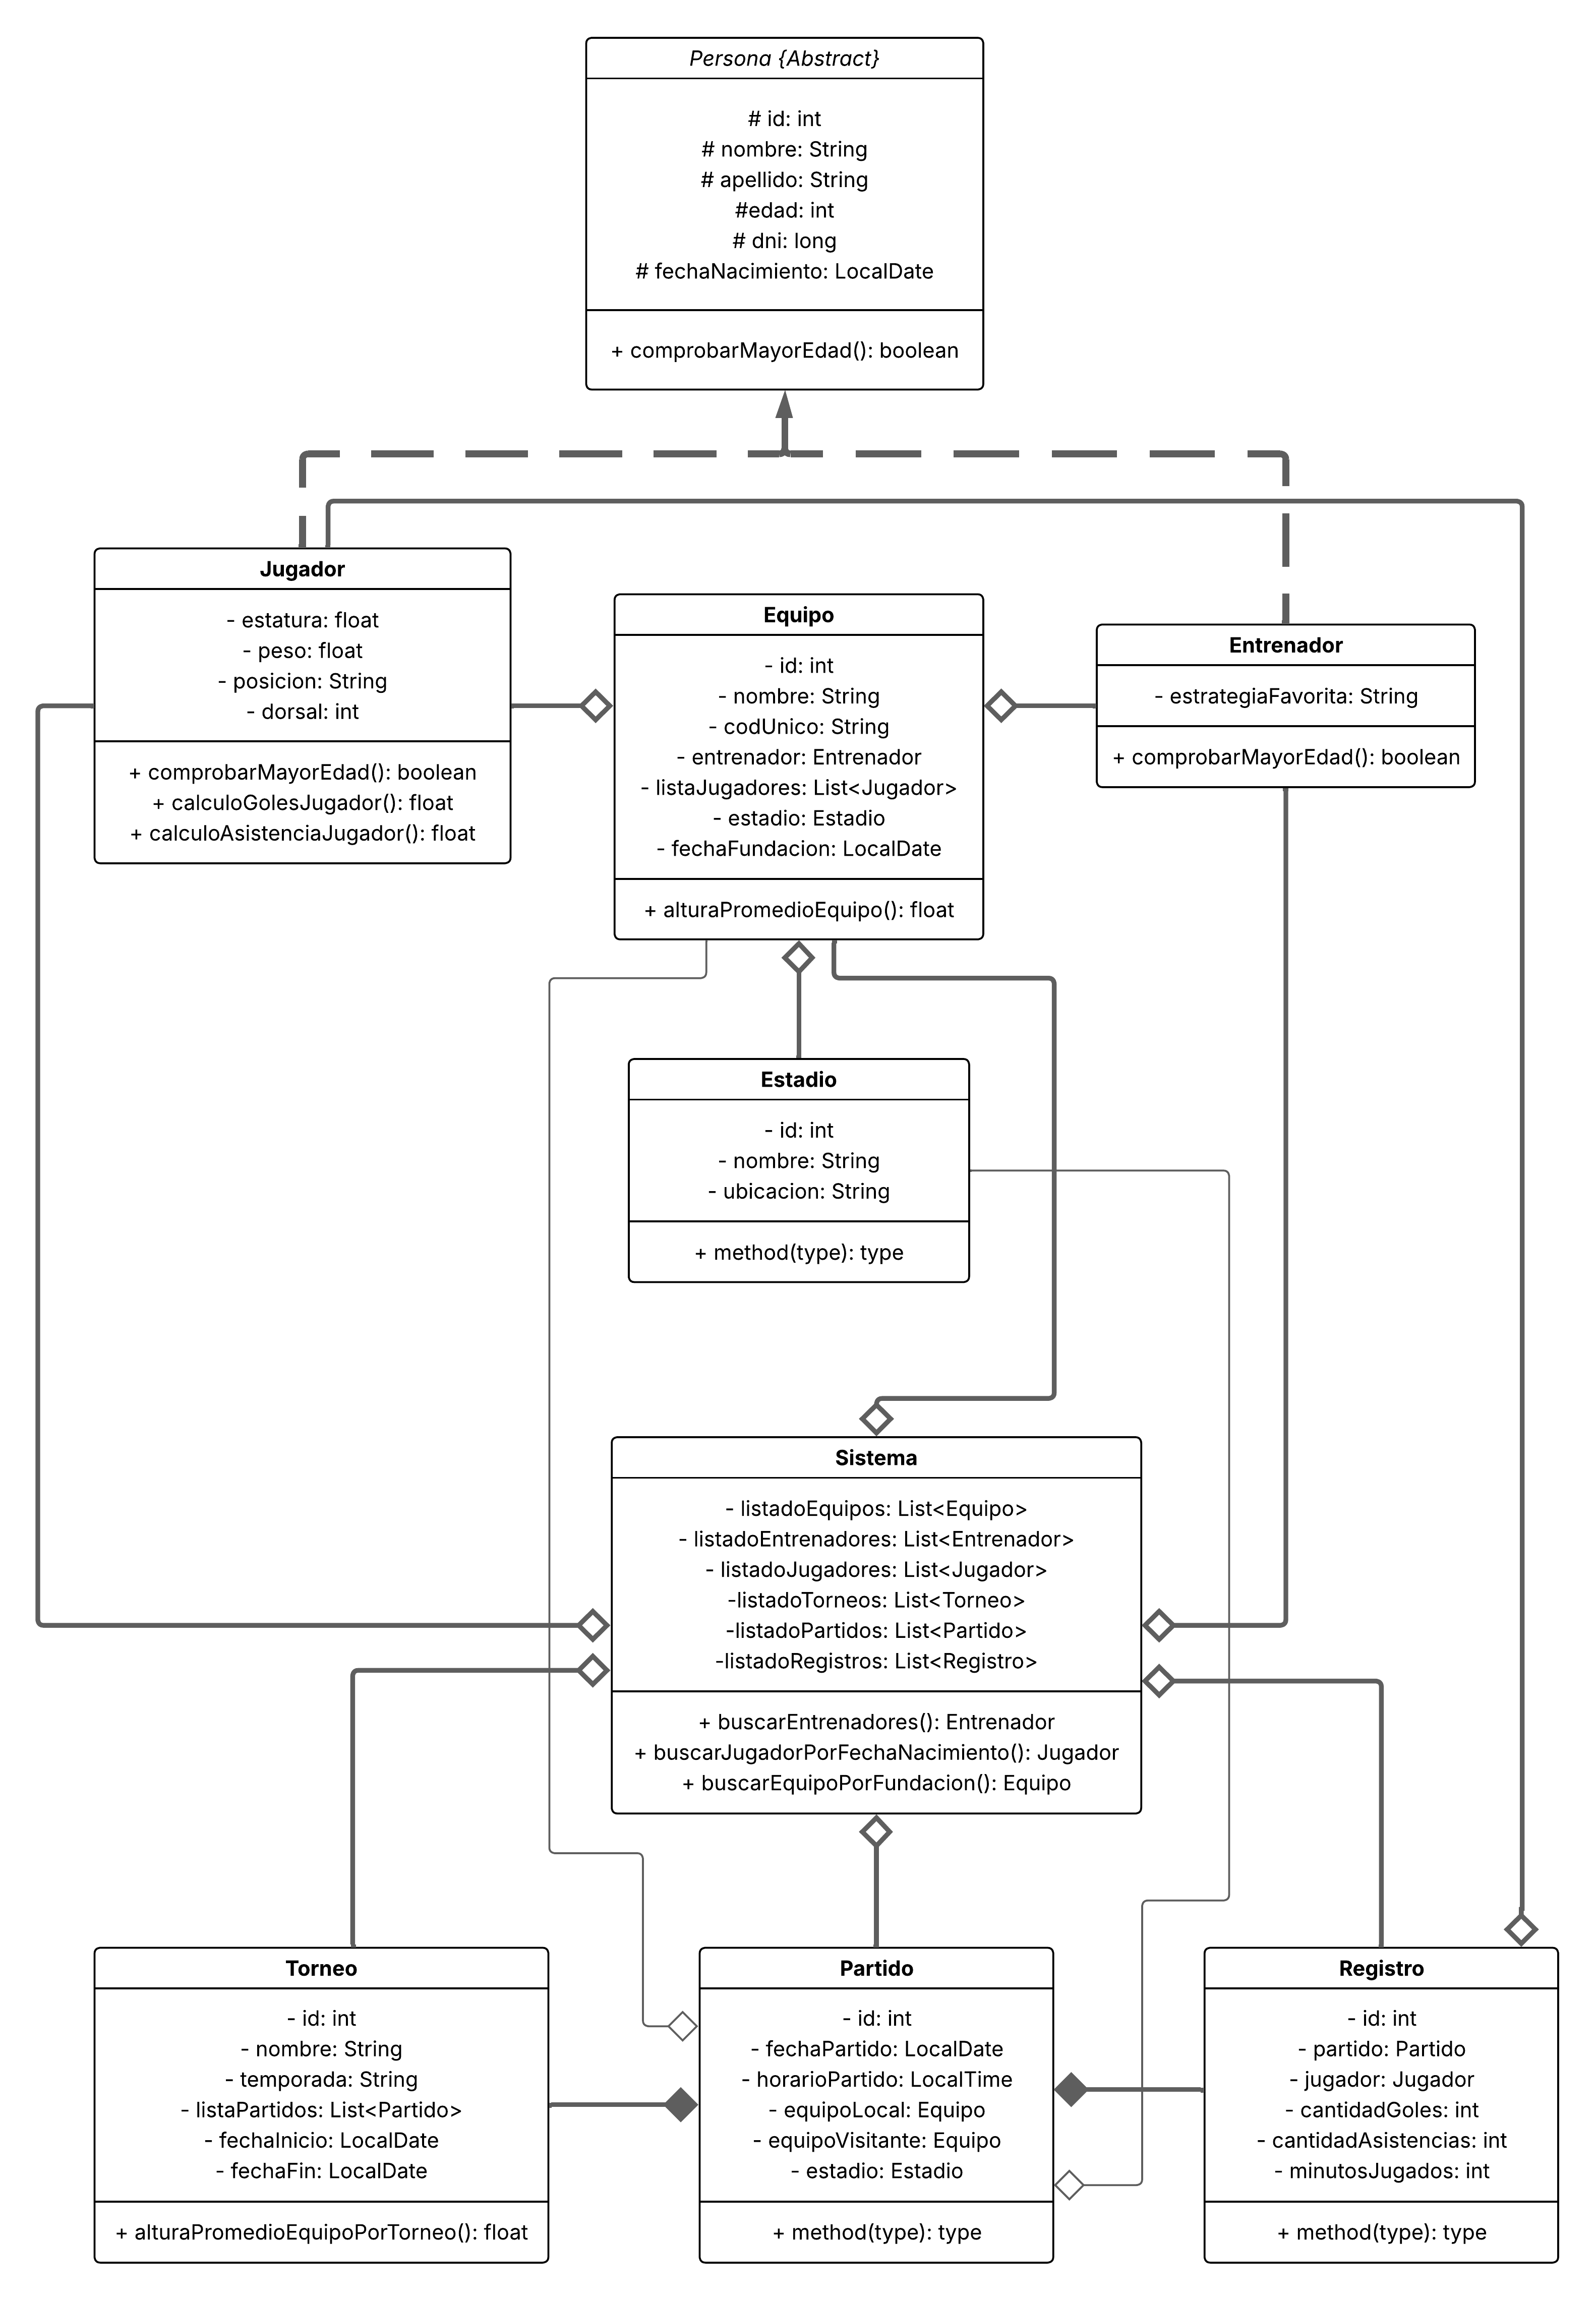 Persona {Abstract}
# id: int
# nombre: String
# apellido: String
#edad: int
# dni: long
# fechaNacimiento: LocalDate
+ comprobarMayorEdad(): boolean
Jugador
- estatura: float
- peso: float
- posicion: String
- dorsal: int
+ comprobarMayorEdad(): boolean
+ calculoGolesJugador(): float
+ calculoAsistenciaJugador(): float
Equipo
- id: int
- nombre: String
- codUnico: String
- entrenador: Entrenador
- listaJugadores: List<Jugador>
- estadio: Estadio
- fechaFundacion: LocalDate
+ alturaPromedioEquipo(): float
Entrenador
- estrategiaFavorita: String
+ comprobarMayorEdad(): boolean
Estadio
- id: int
- nombre: String
- ubicacion: String
+ method(type): type
Sistema
- listadoEquipos: List<Equipo>
- listadoEntrenadores: List<Entrenador>
- listadoJugadores: List<Jugador>
-listadoTorneos: List<Torneo>
-listadoPartidos: List<Partido>
-listadoRegistros: List<Registro>
+ buscarEntrenadores(): Entrenador
+ buscarJugadorPorFechaNacimiento(): Jugador
+ buscarEquipoPorFundacion(): Equipo
Torneo
- id: int
- nombre: String
- temporada: String
- listaPartidos: List<Partido>
- fechaInicio: LocalDate
- fechaFin: LocalDate
+ alturaPromedioEquipoPorTorneo(): float
Partido
- id: int
- fechaPartido: LocalDate
- horarioPartido: LocalTime
- equipoLocal: Equipo
- equipoVisitante: Equipo
- estadio: Estadio
+ method(type): type
Registro
- id: int
- partido: Partido
- jugador: Jugador
- cantidadGoles: int
- cantidadAsistencias: int
- minutosJugados: int
+ method(type): type